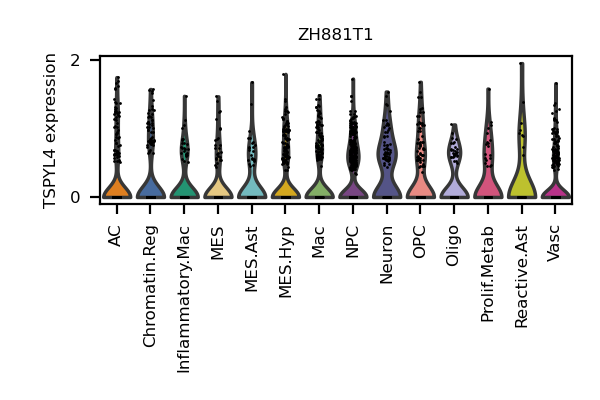 ZH881T1
TSPYL4 expression
2
0
AC
Chromatin.Reg
Inflammatory.Mac
MES
MES.Ast
MES.Hyp
Mac
NPC
Neuron
OPC
Oligo
Prolif.Metab
Reactive.Ast
Vasc